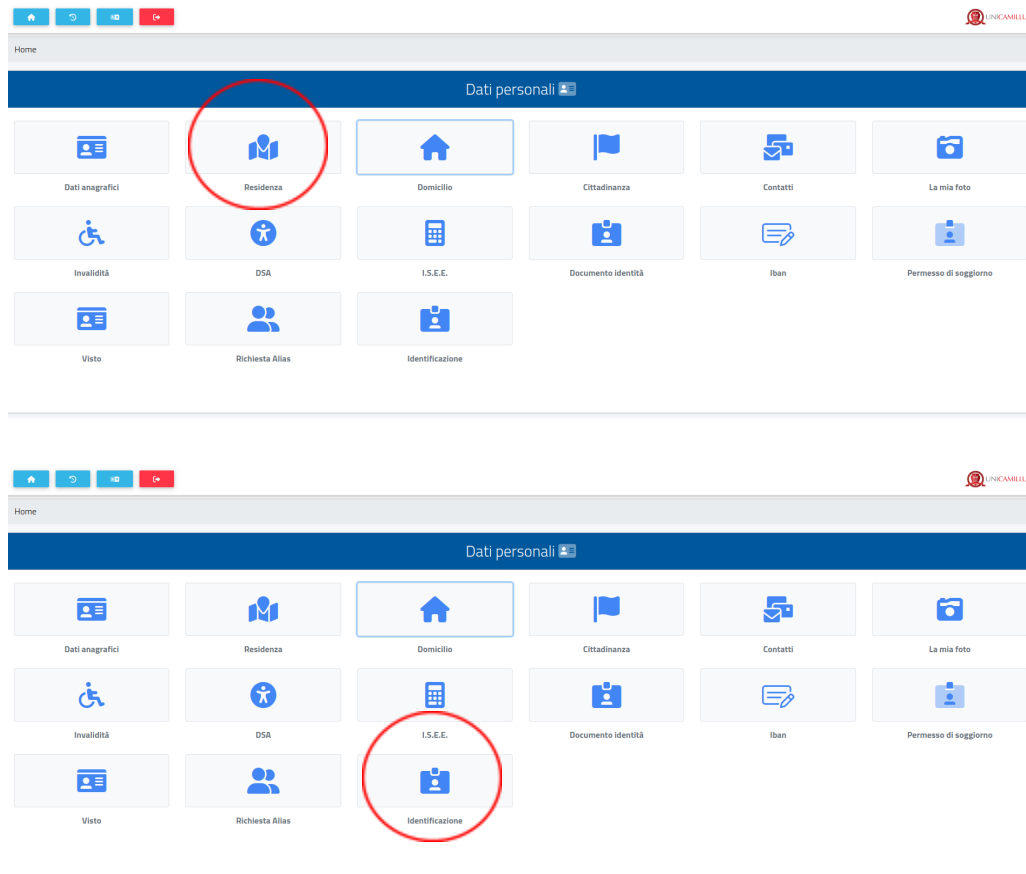 UNICAMILLU
Home
Dati personali
Dati anagrafici Residenza Domicilio Cittadinanza Contatti La mia foto
Invalidità DSA I.S.E.E. Documento identità Iban Permesso di soggiorno
Visto Richiesta Alias Identificazione
UNICAMILLU
Home
Dati personali
Dati anagrafici Residenza Domicilio Cittadinanza Contatti La mia foto
Invalidità DSA I.S.E.E. Documento identità Iban Permesso di soggiorno
Visto Richiesta Alias Identificazione